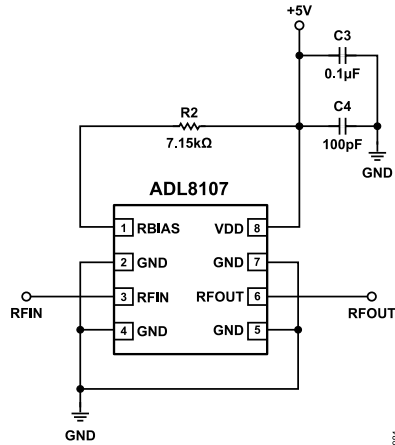 +5V
C3
0.1µF
R2
7.15kΩ
C4
100pF
GND
ADL8107
1 RBIAS VDD 8
2 GND GND 7
3 RFIN RFOUT 6
4 GND GND 5
RFIN
RFOUT
GND